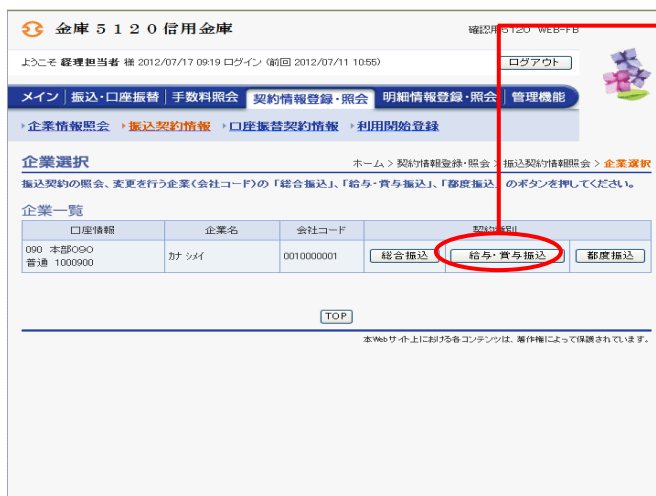 金庫５１２０信用金庫
確認用5120 WEB-FB
ようこそ 経理担当者 様 2012/07/17 09:19 ログイン (前回 2012/07/11 10:55)
ログアウト
メイン 振込・口座振替 手数料照会 契約情報登録・照会 明細情報登録・照会 管理機能
企業情報照会 振込契約情報 口座振替契約情報 利用開始登録
企業選択
ホーム > 契約情報登録・照会 > 振込契約情報照会 > 企業選択
振込契約の照会、変更を行う企業(会社コード)の「総合振込」、「給与・賞与振込」、「都度振込」のボタンを押してください。
企業一覧
口座情報 企業名 会社コード 契約種別
090 本部090
普通 1000900
カナ シメイ 0010000001 総合振込 給与・賞与振込 都度振込
TOP
本Webサイト上における各コンテンツは、著作権によって保護されています。